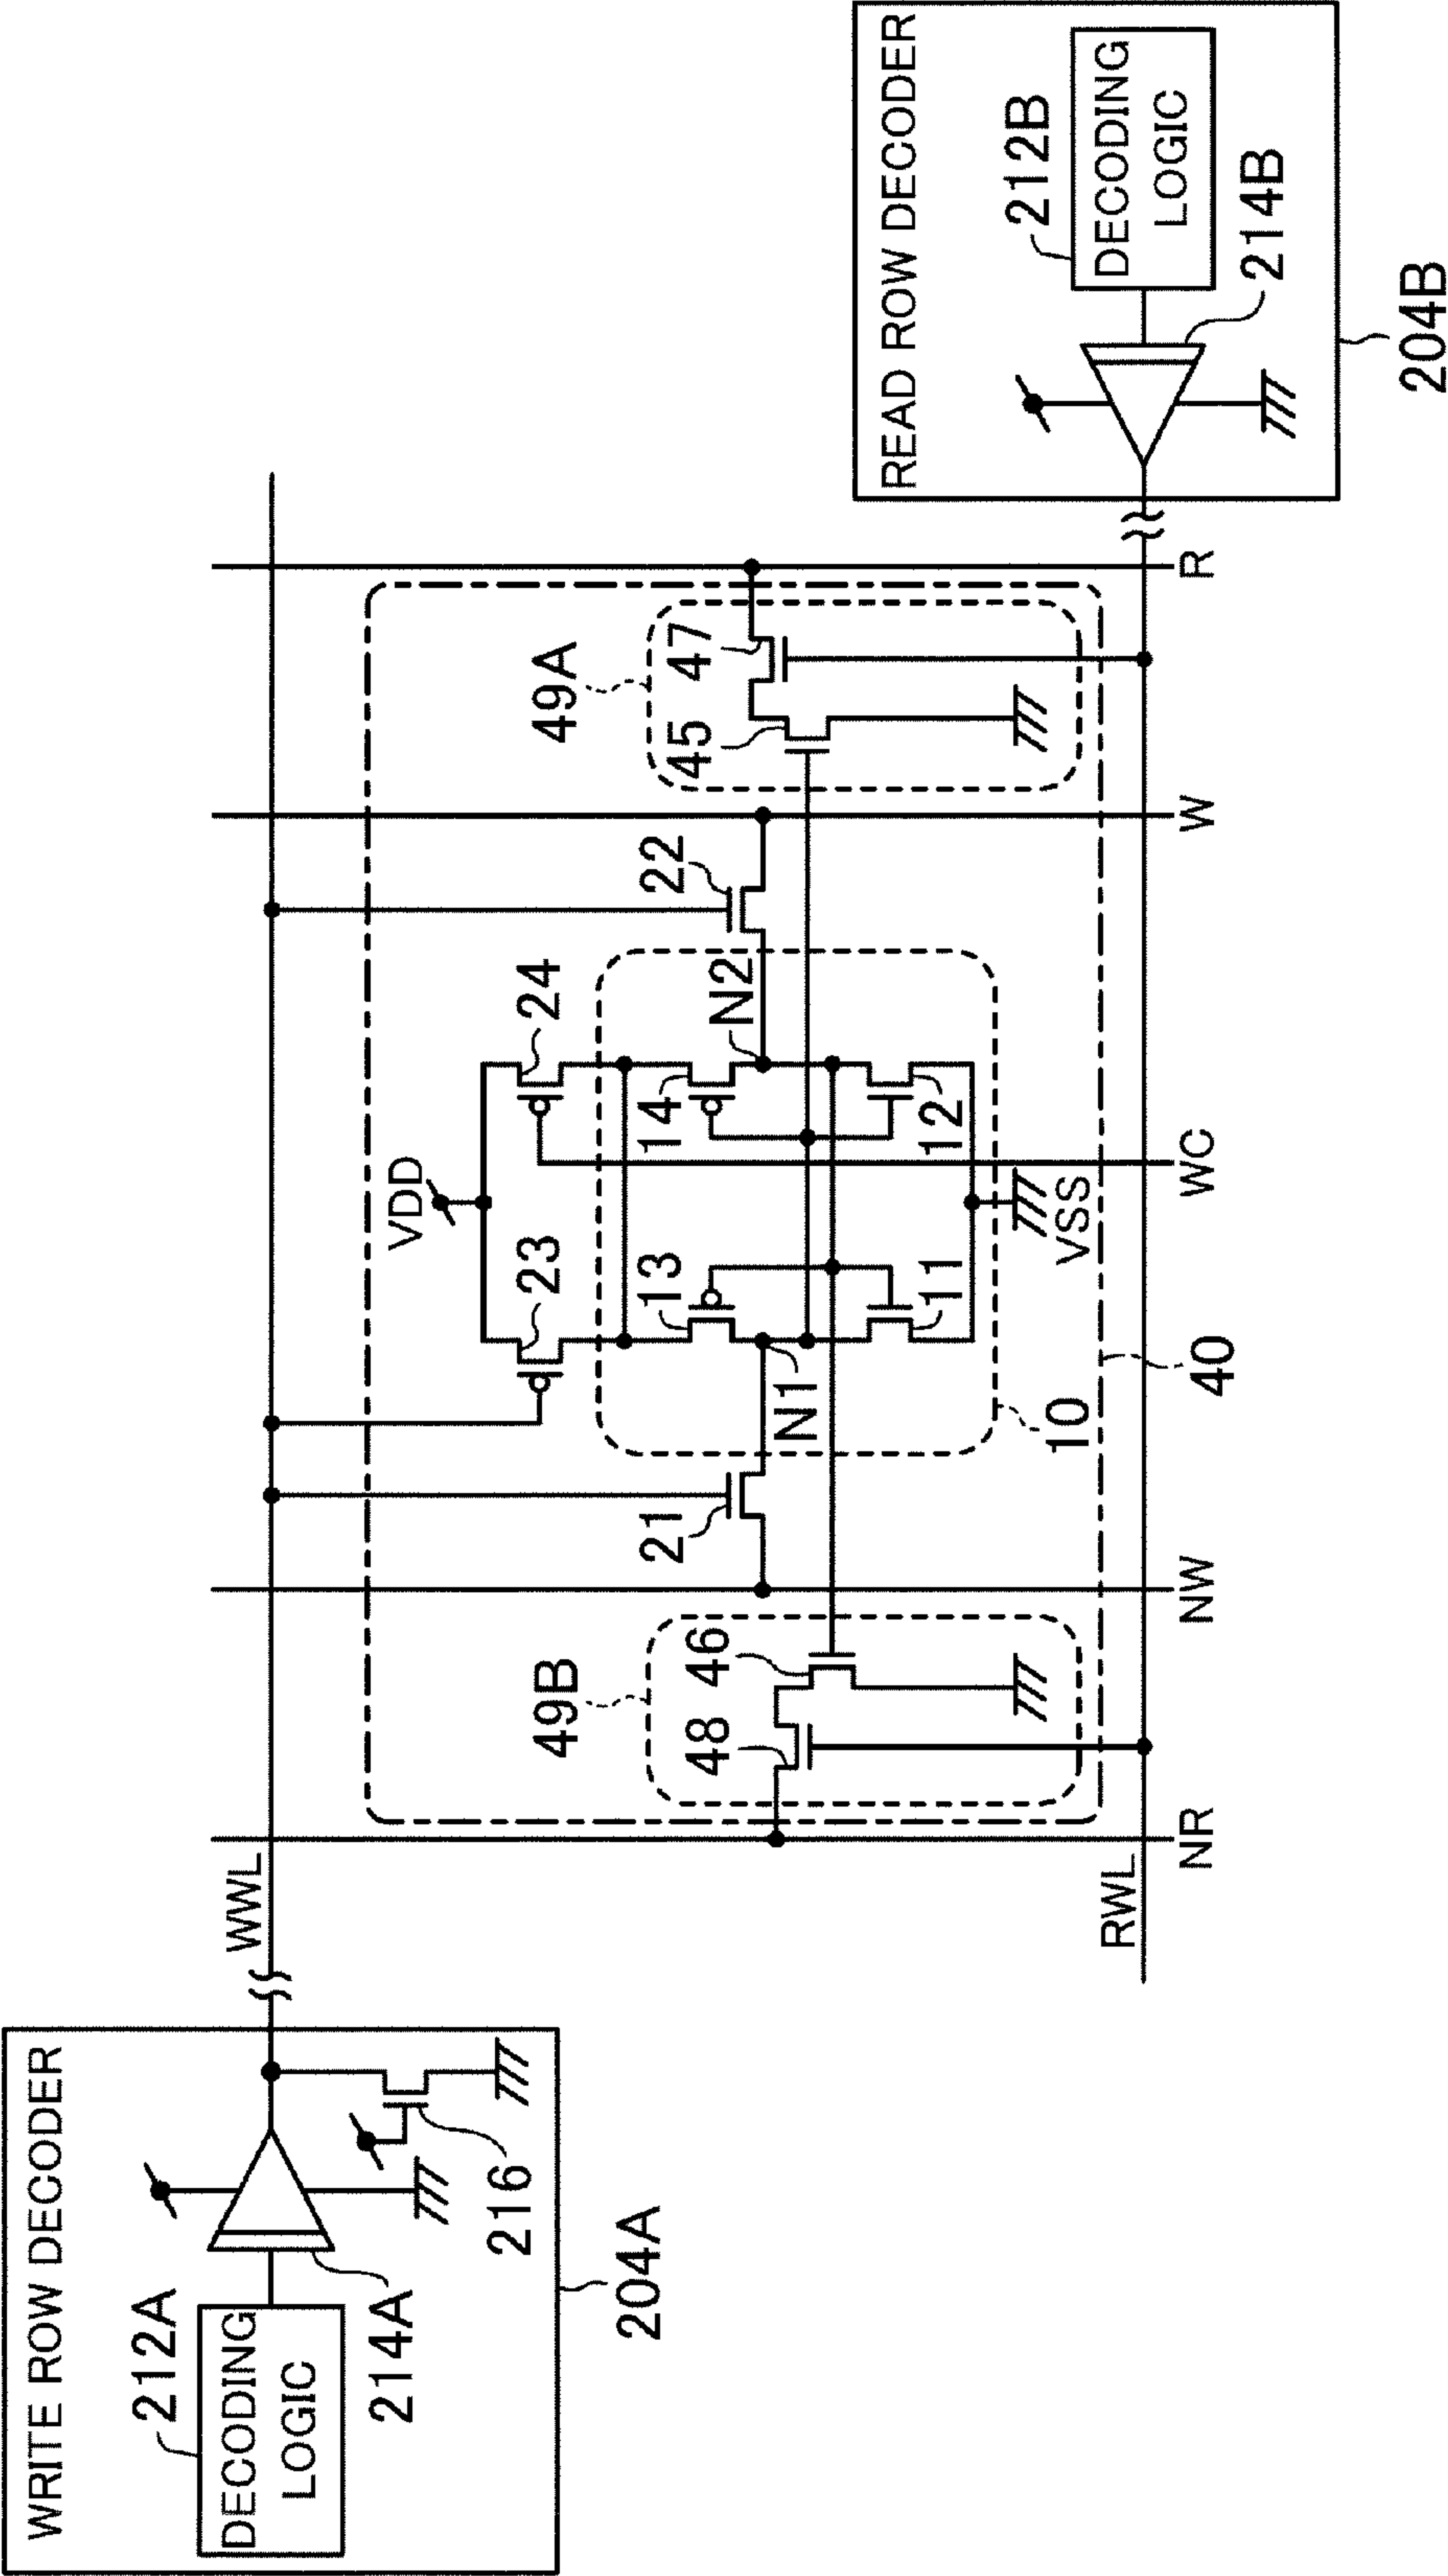 WRITE ROW DECODER
212A
DECODING
LOGIC
214A
216
204A
WWL
VDD
23
24
49B
48
46
21
13
14
N1
N2
11
12
22
49A
45
47
10
VSS
40
RWL
NR
NW
WC
W
R
READ ROW DECODER
212B
DECODING
LOGIC
214B
204B